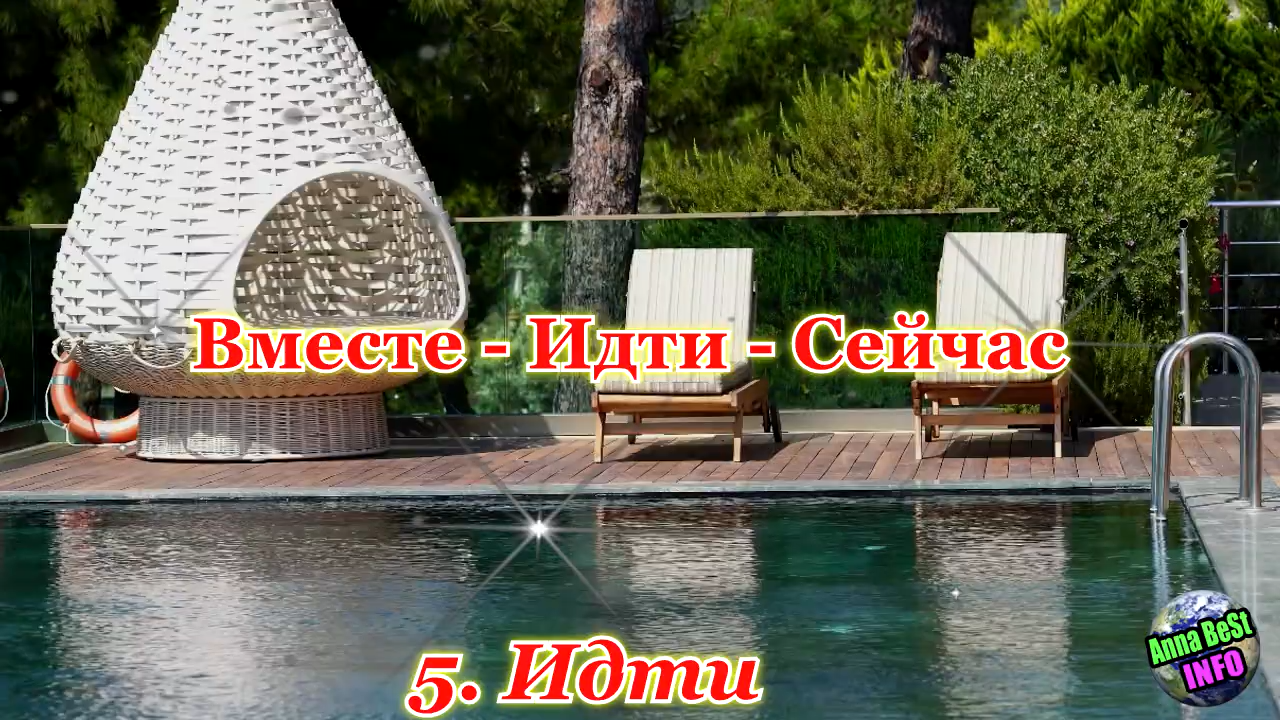 Вместе - Идти - Сейчас
5. Идти
Anna BeSt
INFO